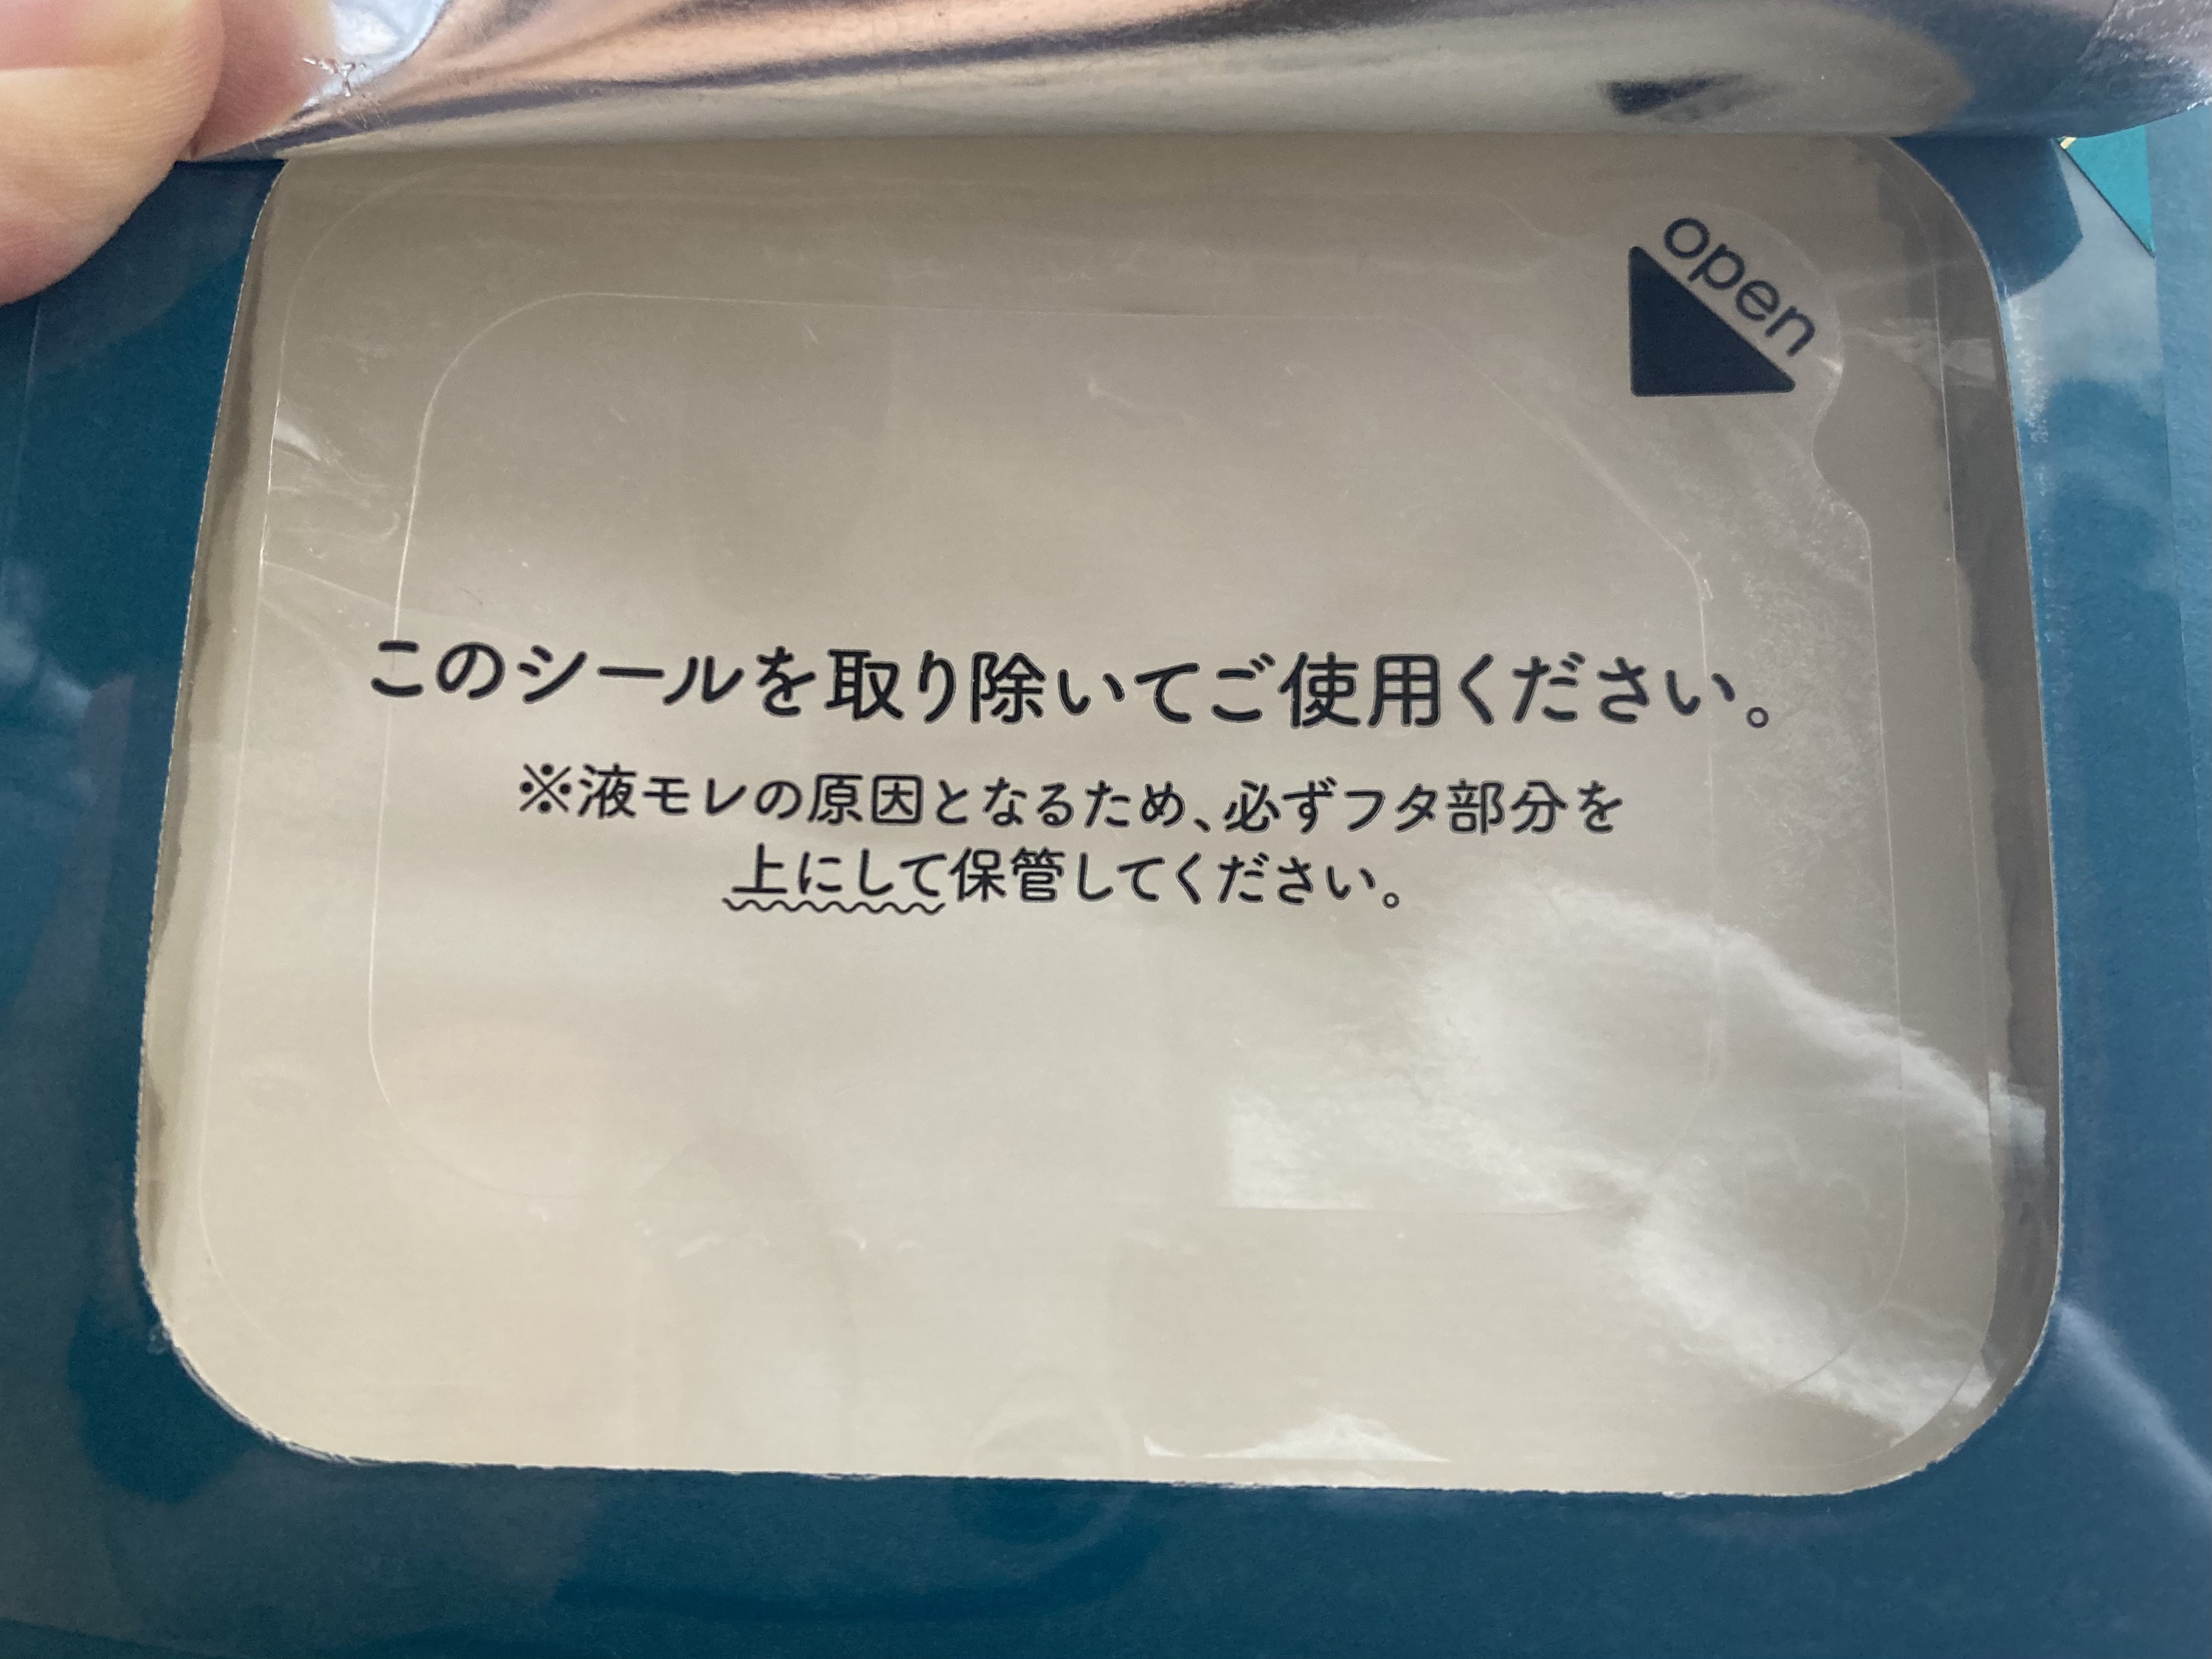 open
このシールを取り除いてご使用ください。
※液モレの原因となるため、必ずフタ部分を
上にして保管してください。